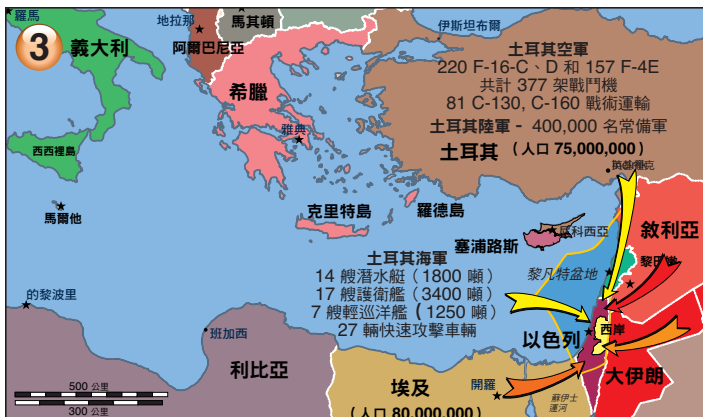 羅馬
3
義大利
地拉那
馬其頓
阿爾巴尼亞
希臘
雅典
伊斯坦布爾
土耳其空軍
220 F-16-C、D 和 157 F-4E
共計 377 架戰鬥機
81 C-130, C-160 戰術運輸
土耳其陸軍 - 400,000 名常備軍
土耳其 (人口 75,000,000)
西西裡島
馬爾他
克里特島
羅德島
塞浦路斯
尼科西亞
敘利亞
黎凡特盆地
土耳其海軍
14 艘潛水艇 (1800 噸)
17 艘護衛艦 (3400 噸)
7 艘輕巡洋艦 (1250 噸)
27 輛快速攻擊車輛
的黎波里
班加西
利比亞
以色列
西岸
大伊朗
埃及
(人口 80,000,000)
開羅
蘇伊士
運河
500 公里
300 公里